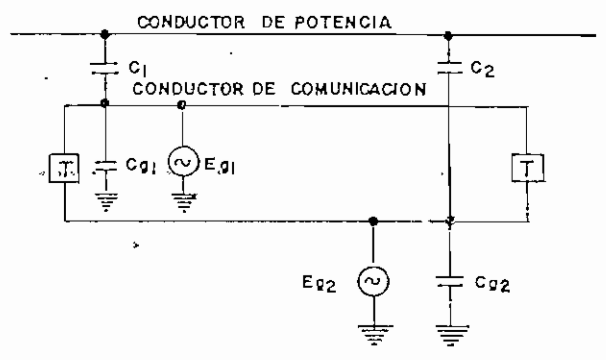 CONDUCTOR DE POTENCIA
C1 C2
CONDUCTOR DE COMUNICACION
T Cg1 Eg1 T
Eg2 Cg2